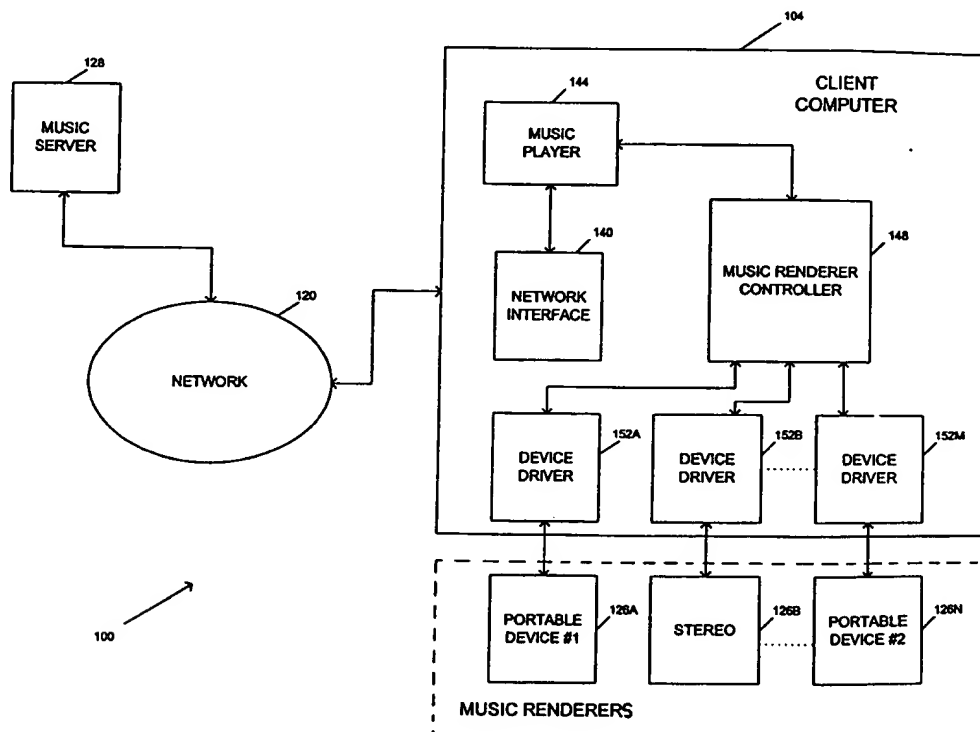 104
128
MUSIC
SERVER
CLIENT
COMPUTER
144
MUSIC
PLAYER
140
NETWORK
INTERFACE
148
MUSIC RENDERER
CONTROLLER
120
NETWORK
152A
DEVICE
DRIVER
152B
DEVICE
DRIVER
152M
DEVICE
DRIVER
100
126A
PORTABLE
DEVICE #1
126B
STEREO
126N
PORTABLE
DEVICE #2
MUSIC RENDERERS